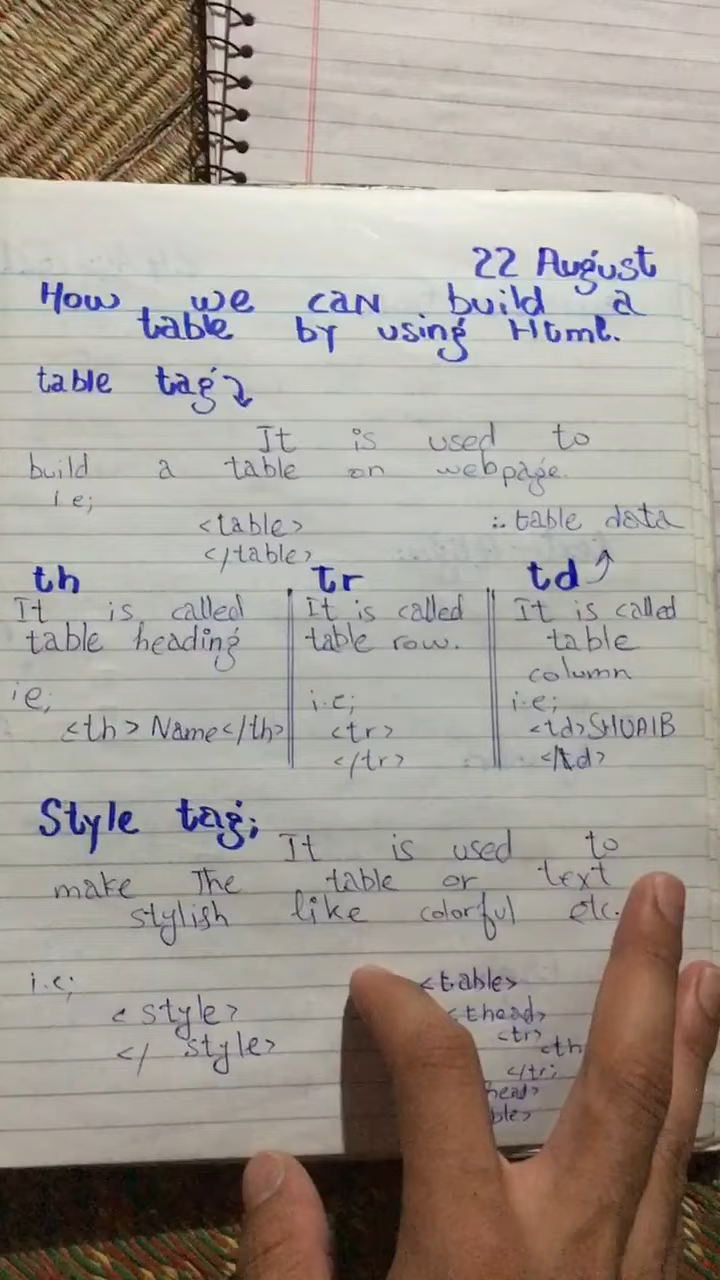 22 August
How we can build a
table by using Html.
table tag
It is used to
build a table on webpage.
i.e;
<table>
</table>
∴ table data
th
It is called
table heading
i.e;
<th> Name</th>
tr
It is called
table row.
i.e;
<tr>
</tr>
td
It is called
table
column
i.e;
<td>SHUAIB
</td>
Style tag;
It is used to
make The table or text
stylish like colorful etc.
i.e;
<style>
</ style>
<table>
<thead>
<tr>
<th
</tr;
head>
ble>